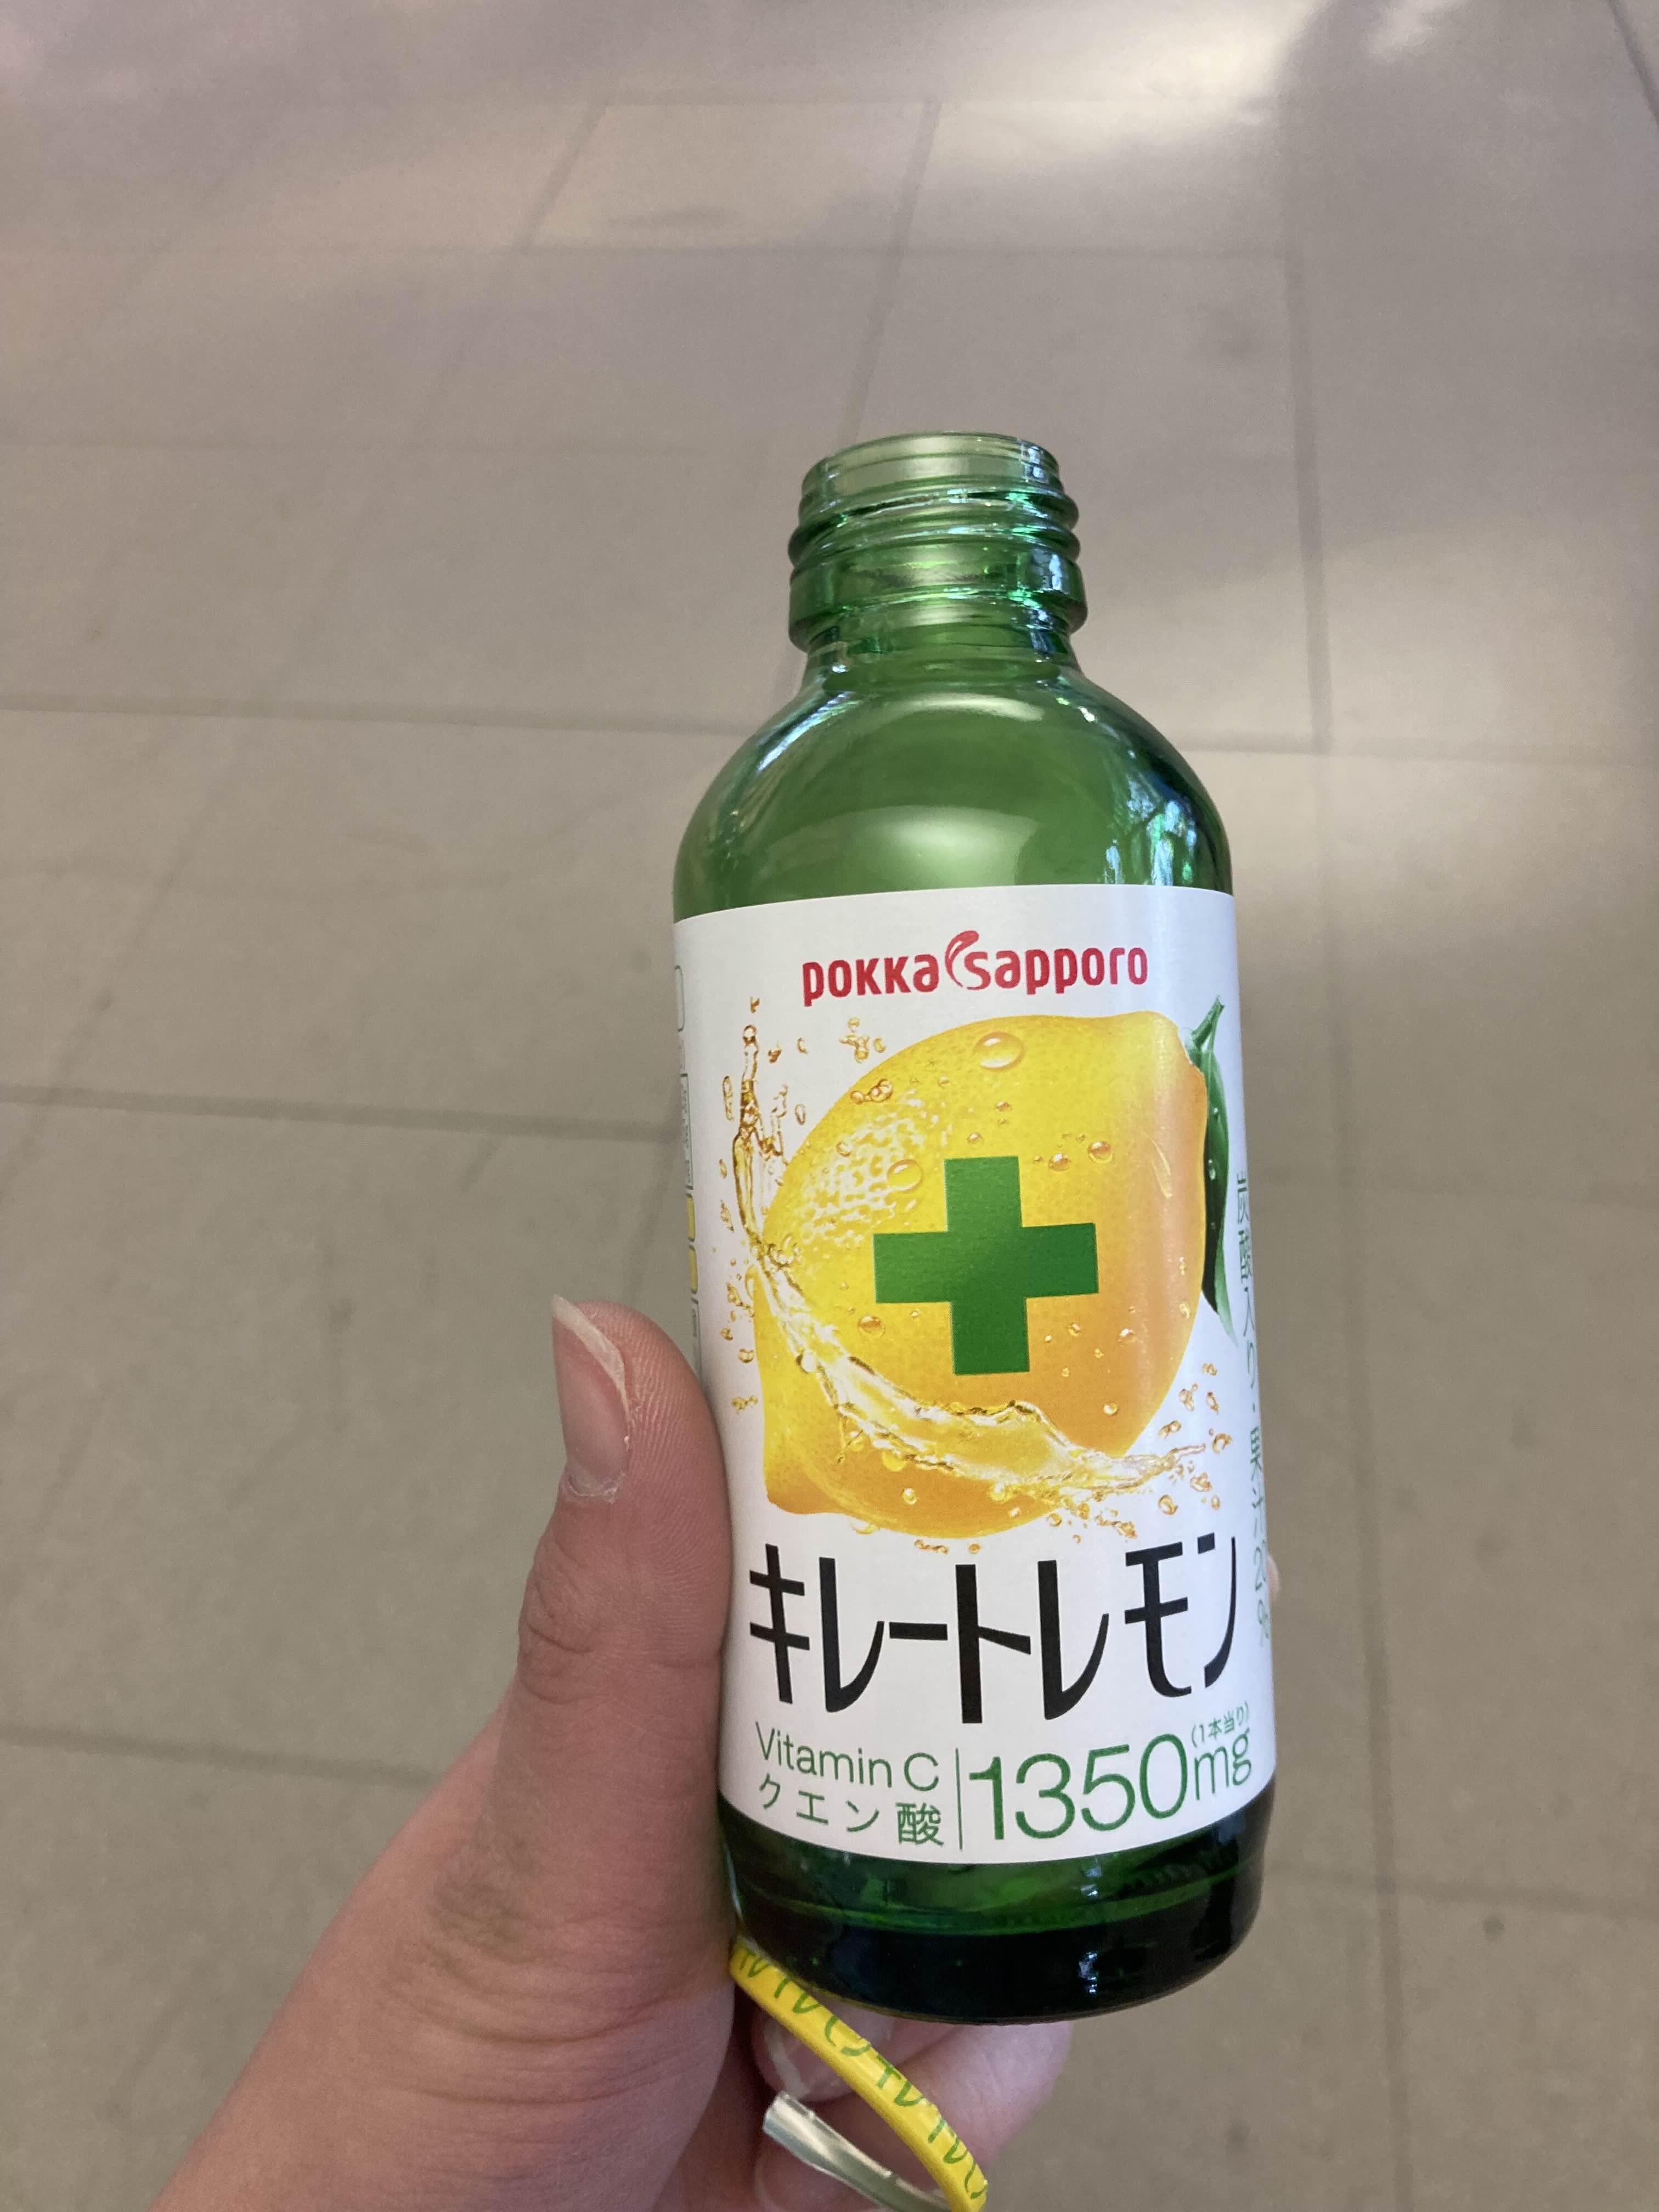 POKKA sapporo
キレートレモン
Vitamin C
クエン酸
1350mg
(1本当り)
炭酸入り・果汁